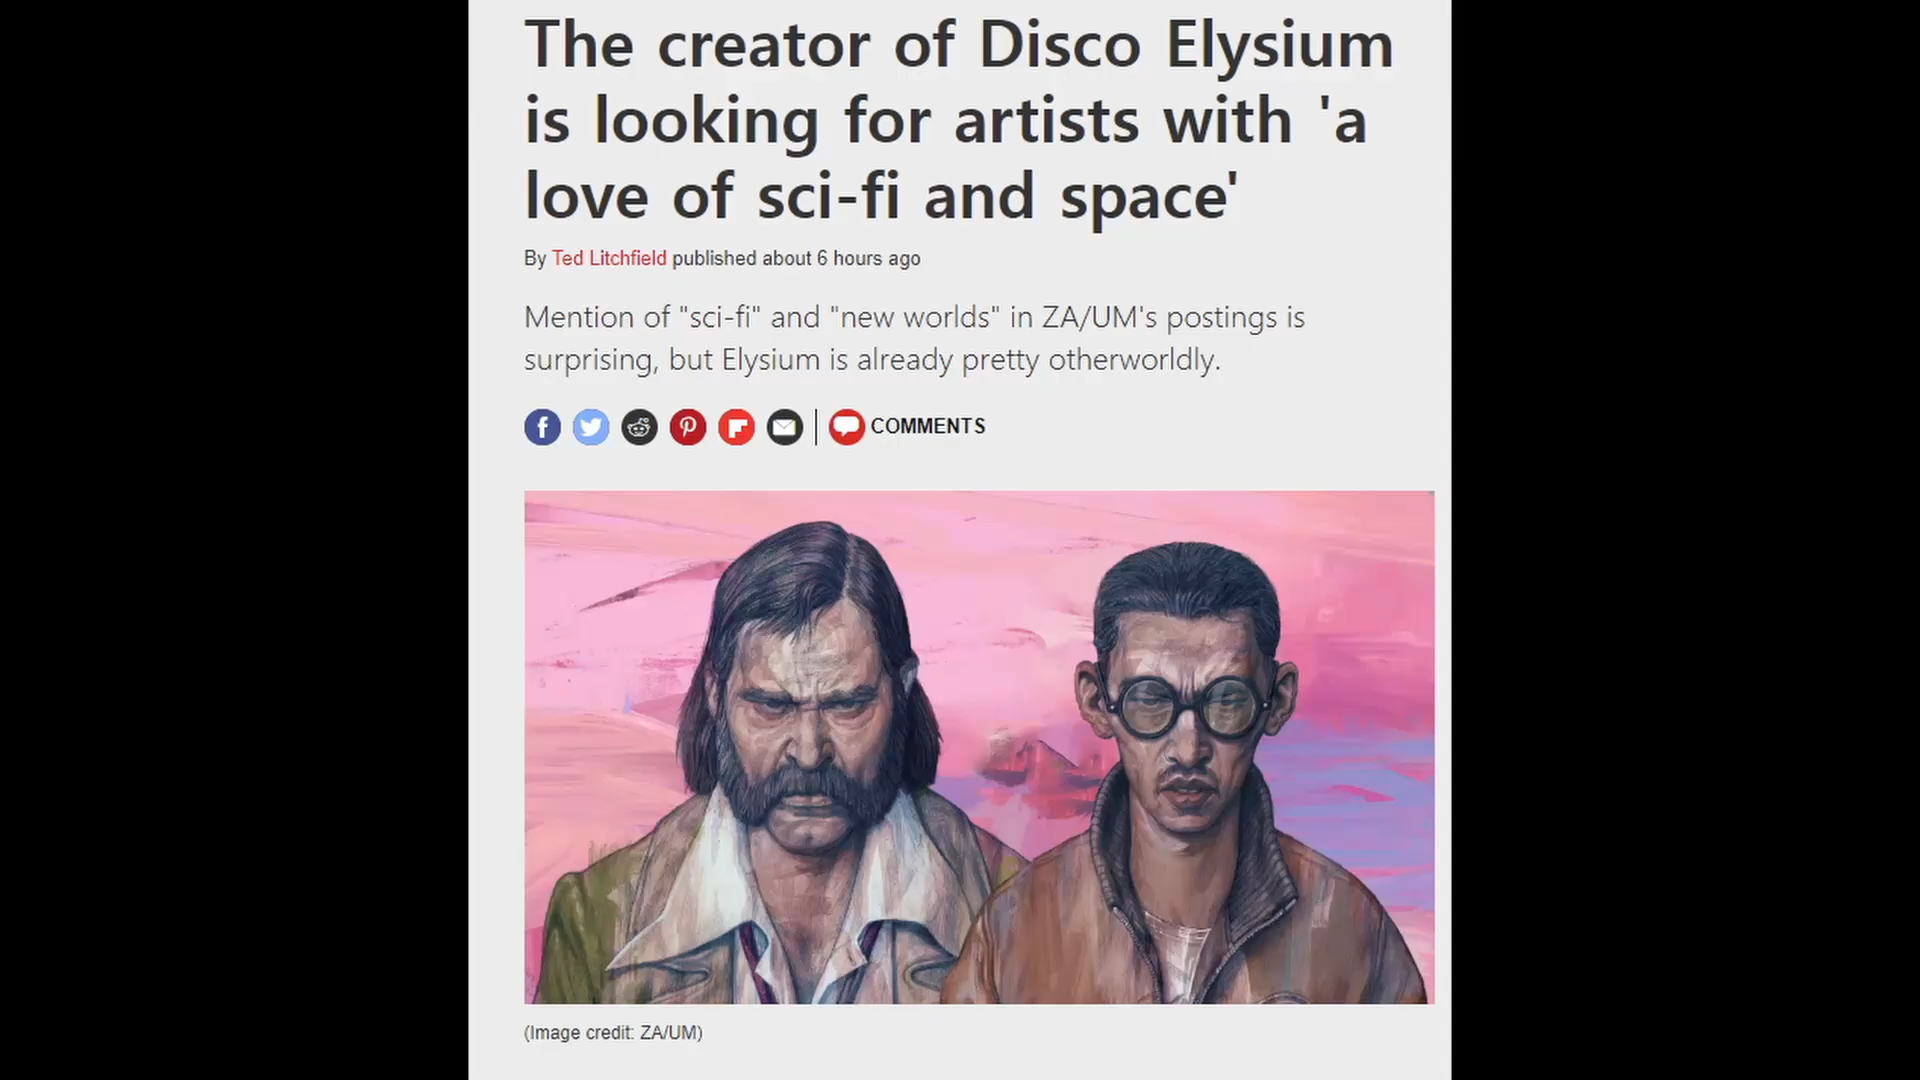 The creator of Disco Elysium
is looking for artists with 'a
love of sci-fi and space'
By Ted Litchfield published about 6 hours ago
Mention of "sci-fi" and "new worlds" in ZA/UM's postings is
surprising, but Elysium is already pretty otherworldly.
COMMENTS
(Image credit: ZA/UM)